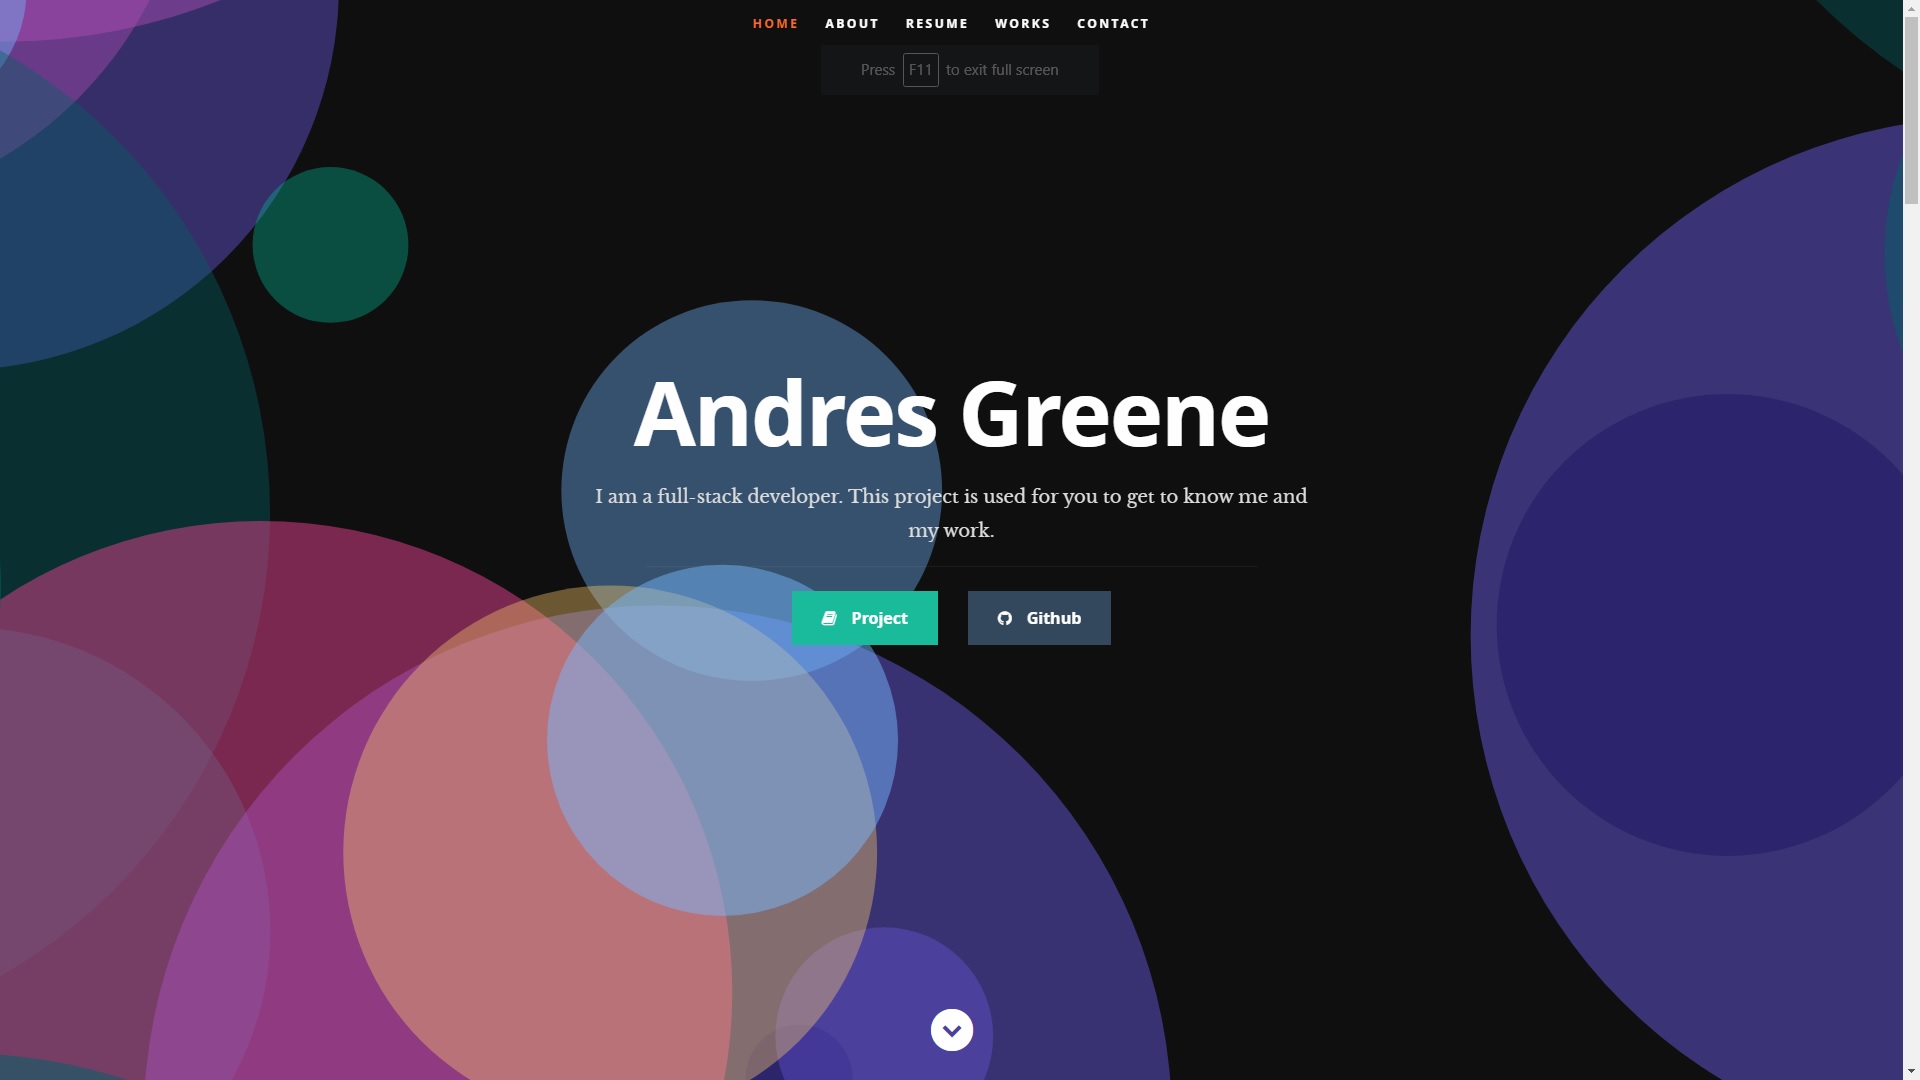 HOME ABOUT RESUME WORKS CONTACT
Press F11 to exit full screen
Andres Greene
I am a full-stack developer. This project is used for you to get to know me and
my work.
Project Github